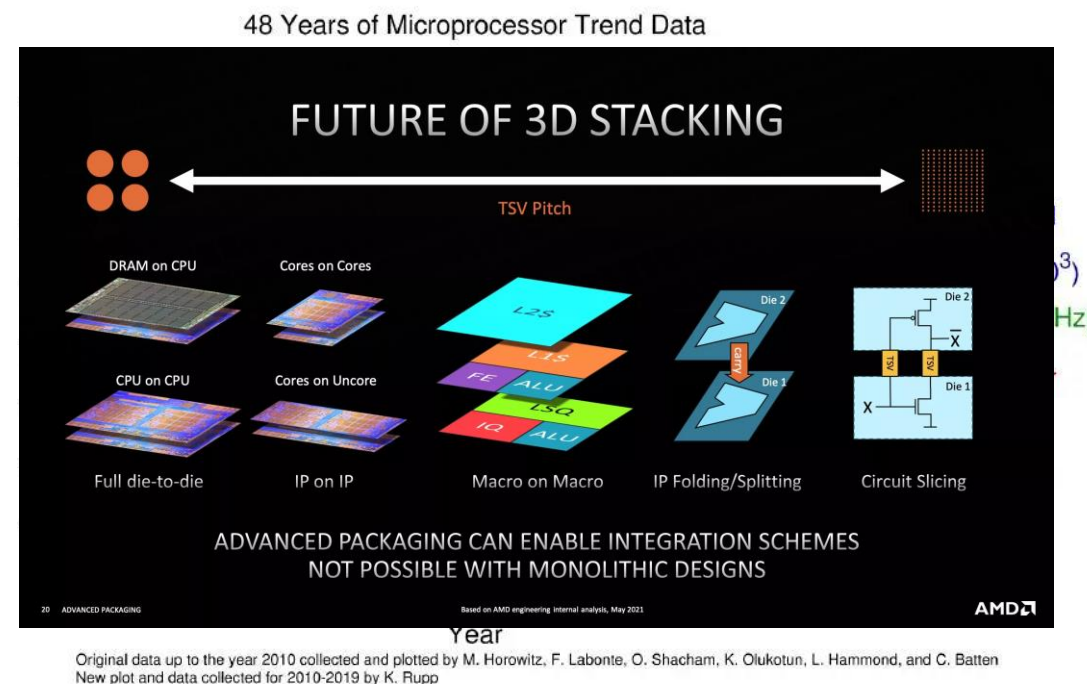 48 Years of Microprocessor Trend Data
FUTURE OF 3D STACKING
TSV Pitch
DRAM on CPU
Cores on Cores
CPU on CPU
Cores on Uncore
L2$
L1$
FE
ALU
LSQ
IQ
ALU
Die 2
carry
Die 1
Die 2
X̅
TSV
TSV
Die 1
X
Full die-to-die
IP on IP
Macro on Macro
IP Folding/Splitting
Circuit Slicing
ADVANCED PACKAGING CAN ENABLE INTEGRATION SCHEMES
NOT POSSIBLE WITH MONOLITHIC DESIGNS
20 ADVANCED PACKAGING
Based on AMD engineering internal analysis, May 2021
AMD
3)
Hz
Year
Original data up to the year 2010 collected and plotted by M. Horowitz, F. Labonte, O. Shacham, K. Olukotun, L. Hammond, and C. Batten
New plot and data collected for 2010-2019 by K. Rupp